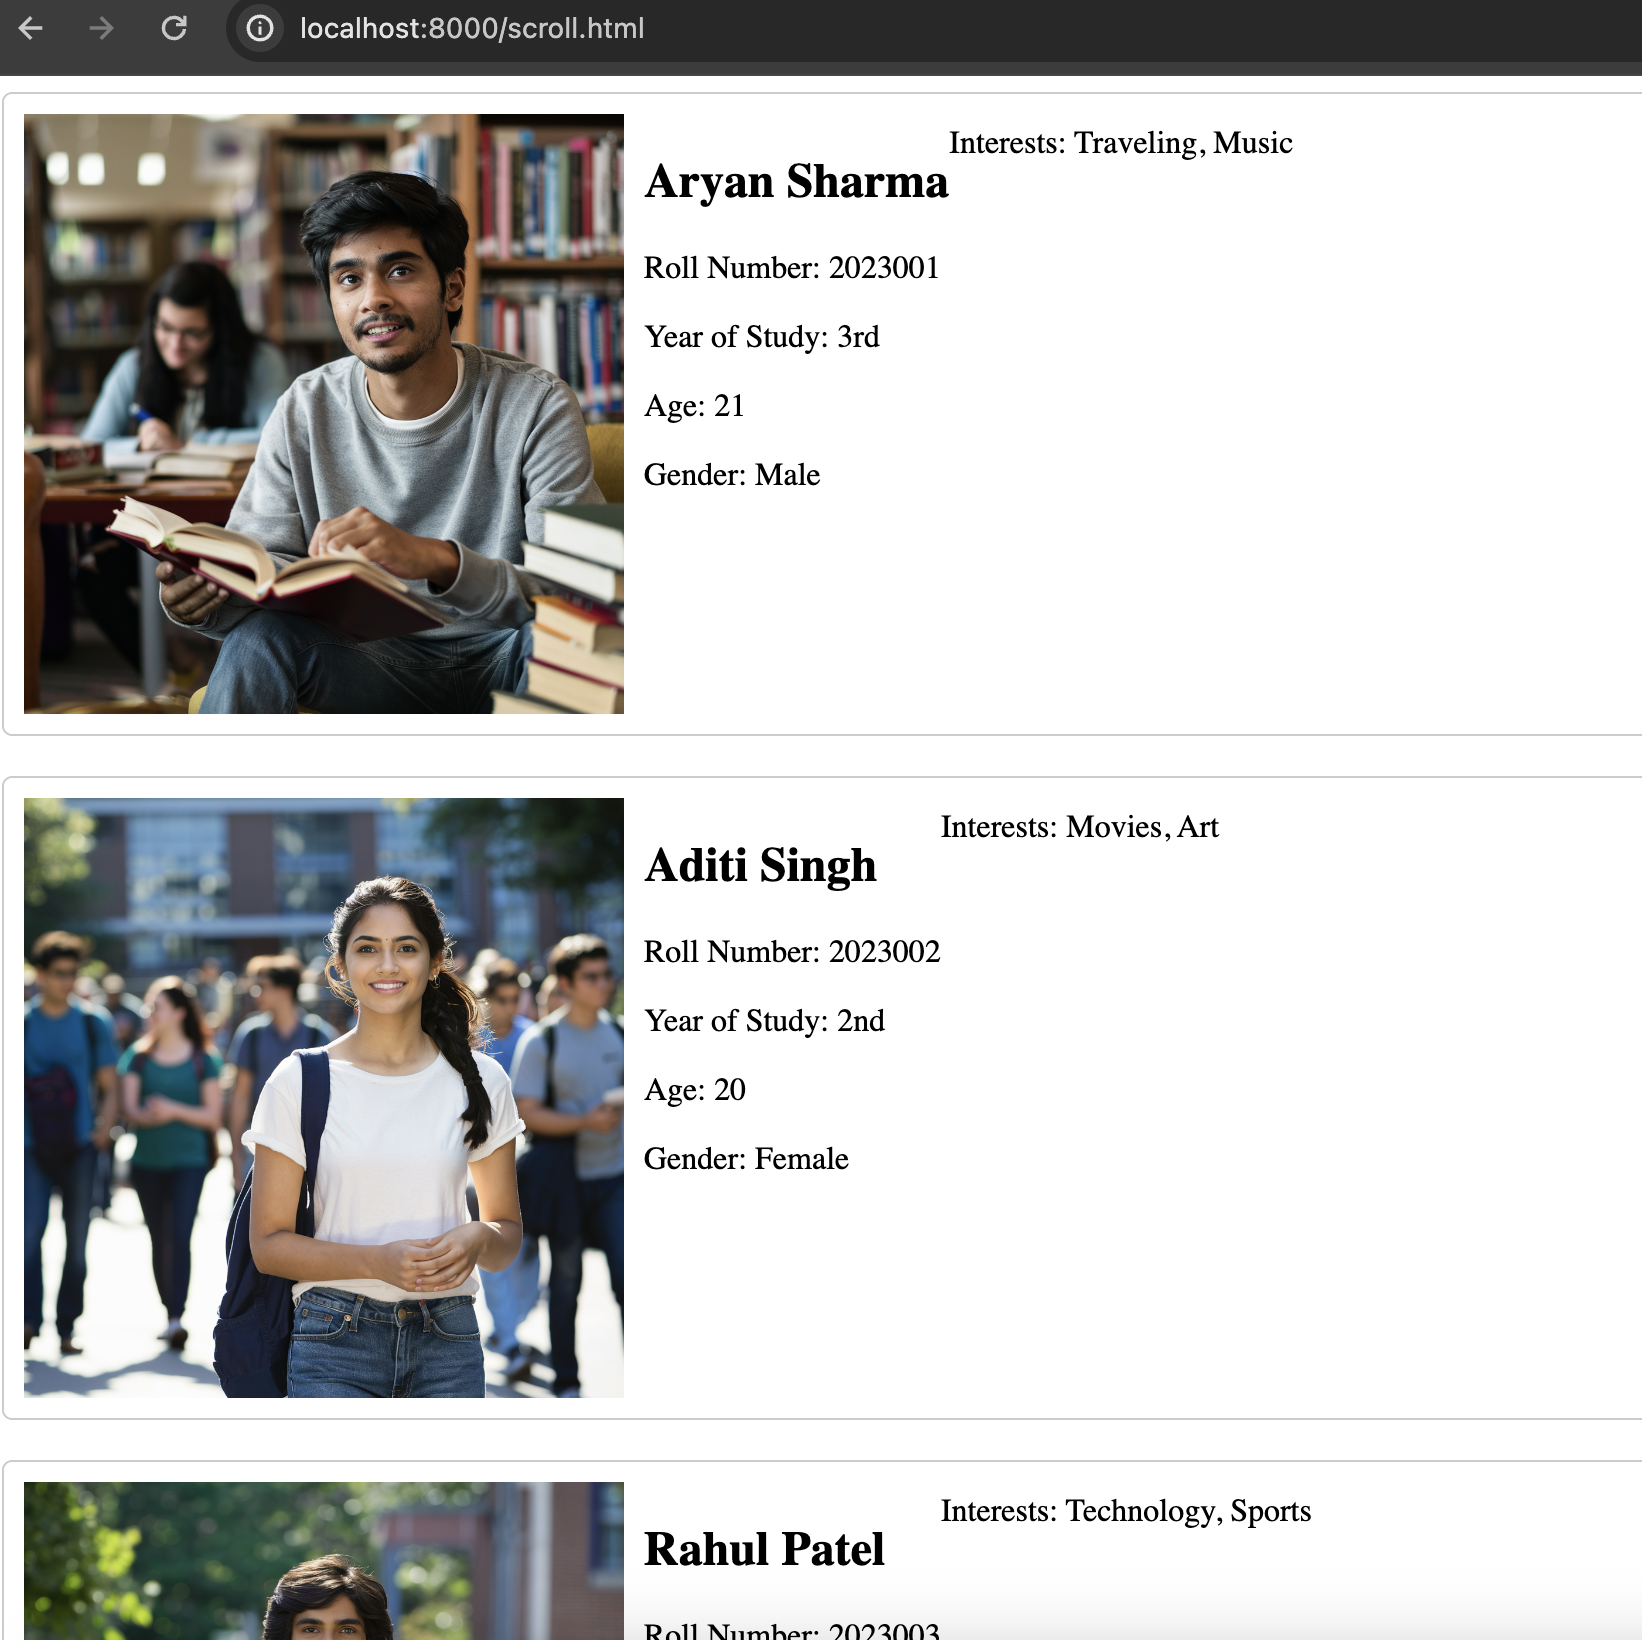 localhost:8000/scroll.html
Interests: Traveling, Music
Aryan Sharma
Roll Number: 2023001
Year of Study: 3rd
Age: 21
Gender: Male
Interests: Movies, Art
Aditi Singh
Roll Number: 2023002
Year of Study: 2nd
Age: 20
Gender: Female
Interests: Technology, Sports
Rahul Patel
Roll Number: 2023003